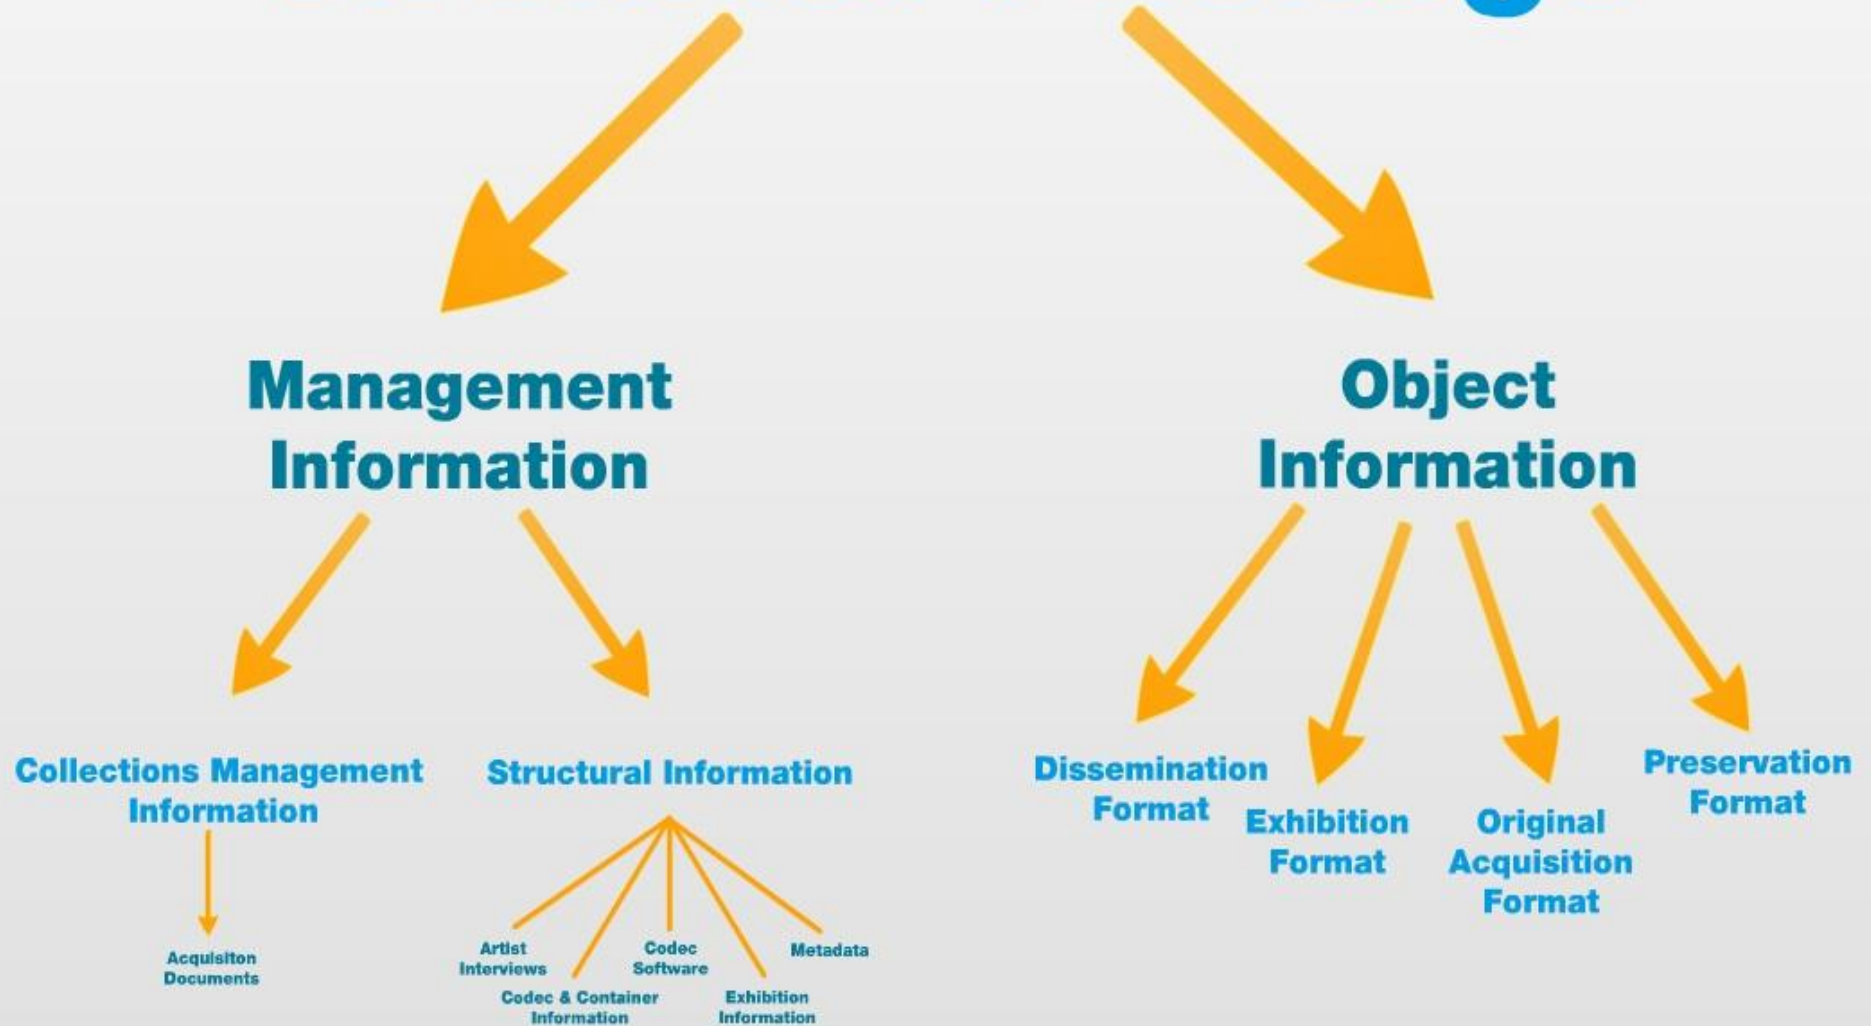 Management
Information
Object
Information
Collections Management
Information
Structural Information
Dissemination
Format
Exhibition
Format
Original
Acquisition
Format
Preservation
Format
Acquisiton
Documents
Artist
Interviews
Codec & Container
Information
Codec
Software
Exhibition
Information
Metadata